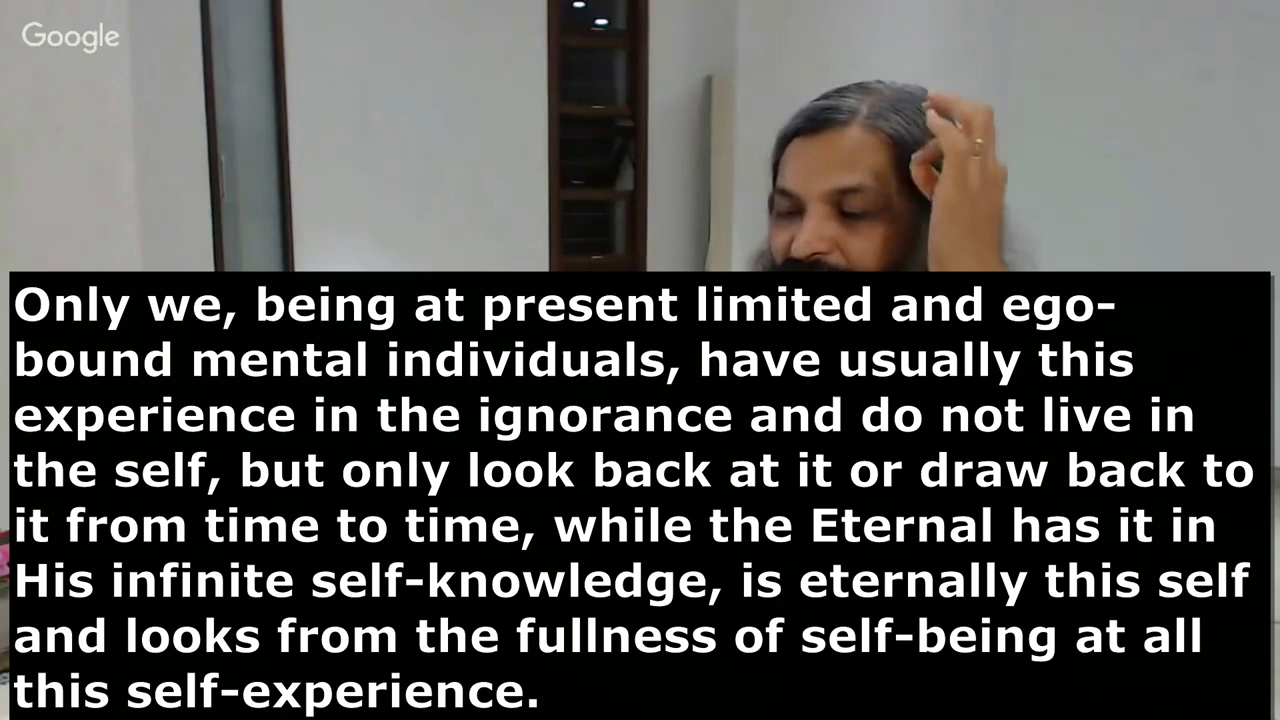 Google
Only we, being at present limited and ego-
bound mental individuals, have usually this
experience in the ignorance and do not live in
the self, but only look back at it or draw back to
it from time to time, while the Eternal has it in
His infinite self-knowledge, is eternally this self
and looks from the fullness of self-being at all
this self-experience.